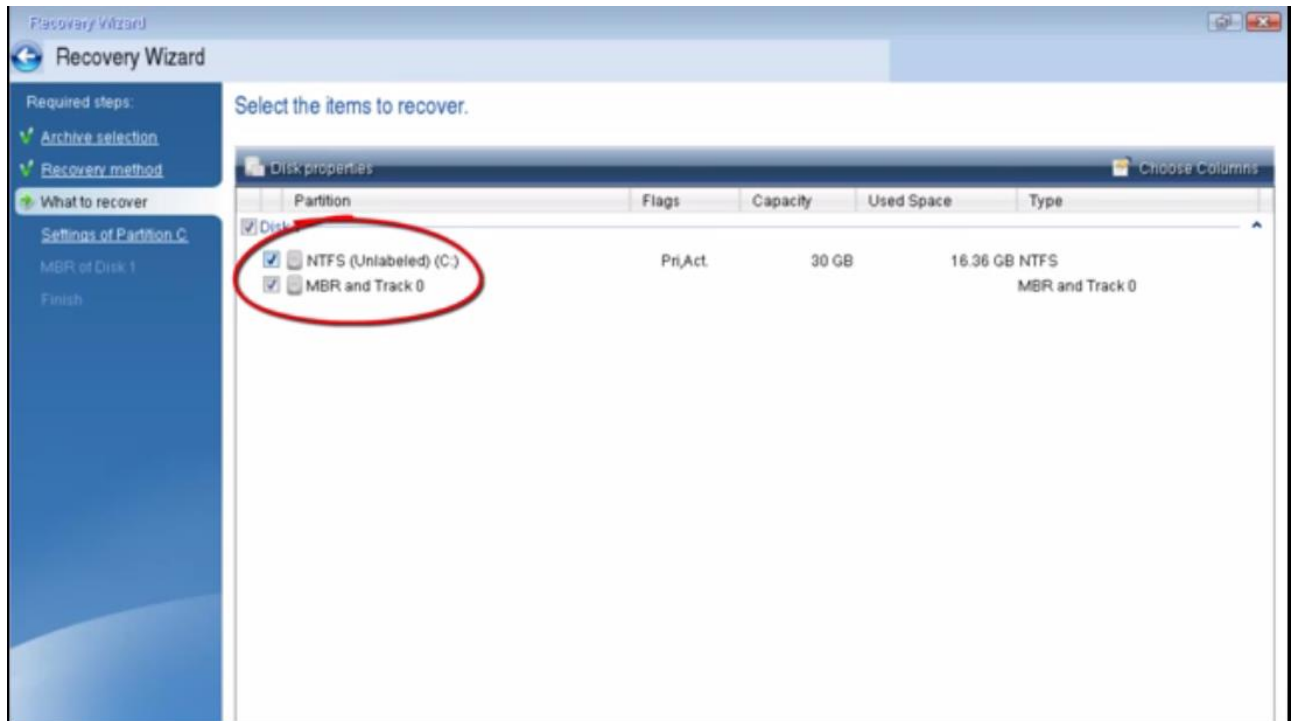 Recovery Wizard
Recovery Wizard
Required steps:
Archive selection
Recovery method
What to recover
Settings of Partition C
MBR of Disk 1
Finish
Select the items to recover.
Disk properties Choose Columns
Partition Flags Capacity Used Space Type
Disk
NTFS (Unlabeled) (C:) Pri,Act. 30 GB 16.36 GB NTFS
MBR and Track 0 MBR and Track 0